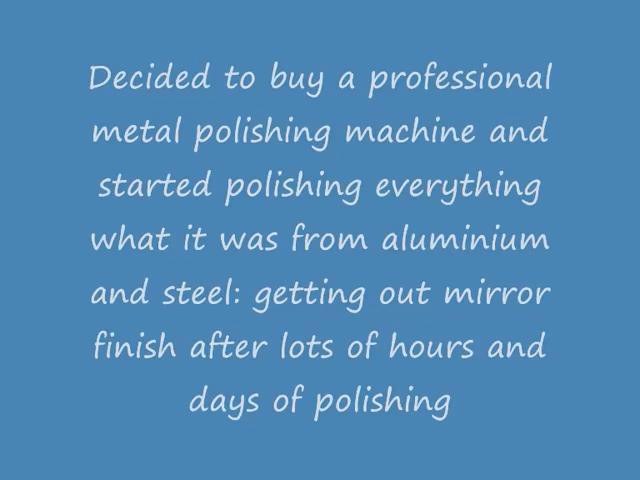 Decided to buy a professional
metal polishing machine and
started polishing everything
what it was from aluminium
and steel: getting out mirror
finish after lots of hours and
days of polishing